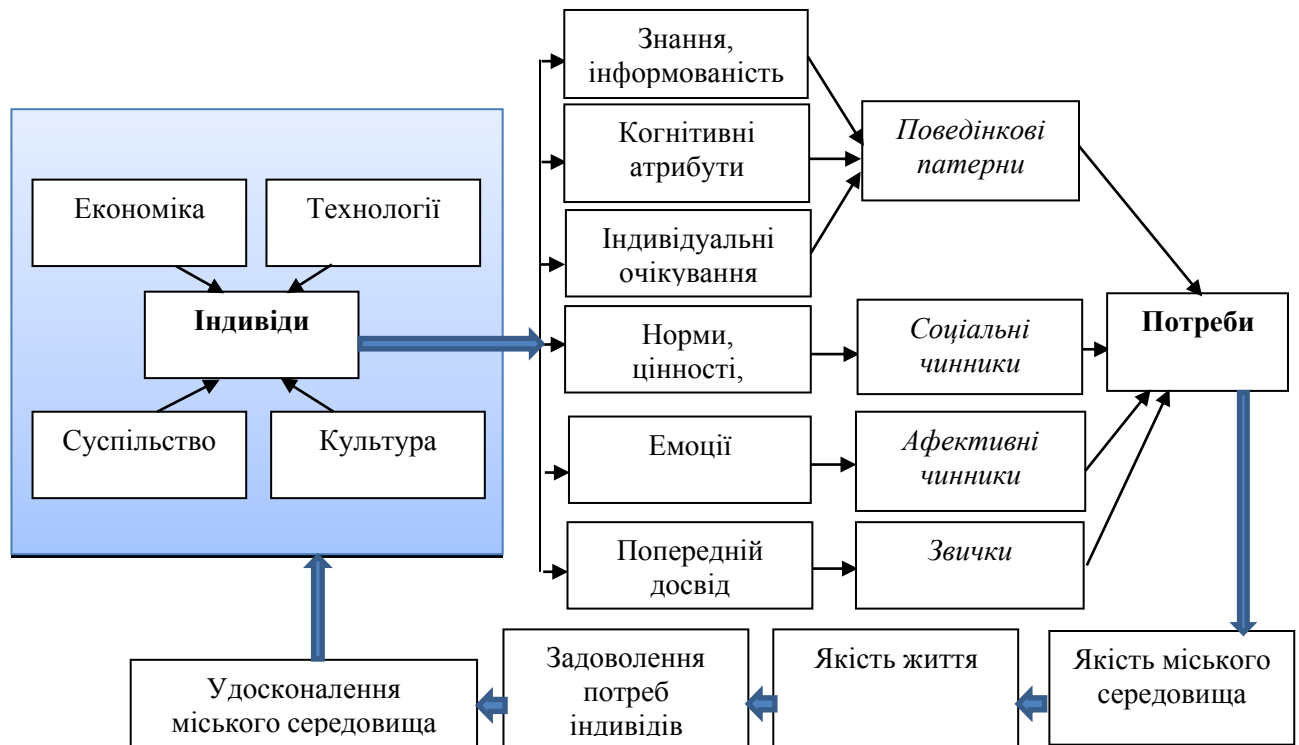 Економіка
Технології
Індивіди
Суспільство
Культура
Знання,
інформованість
Когнітивні
атрибути
Індивідуальні
очікування
Норми,
цінності,
Емоції
Попередній
досвід
Поведінкові
патерни
Соціальні
чинники
Афективні
чинники
Звички
Потреби
Якість міського
середовища
Якість життя
Задоволення
потреб
індивідів
Удосконалення
міського середовища